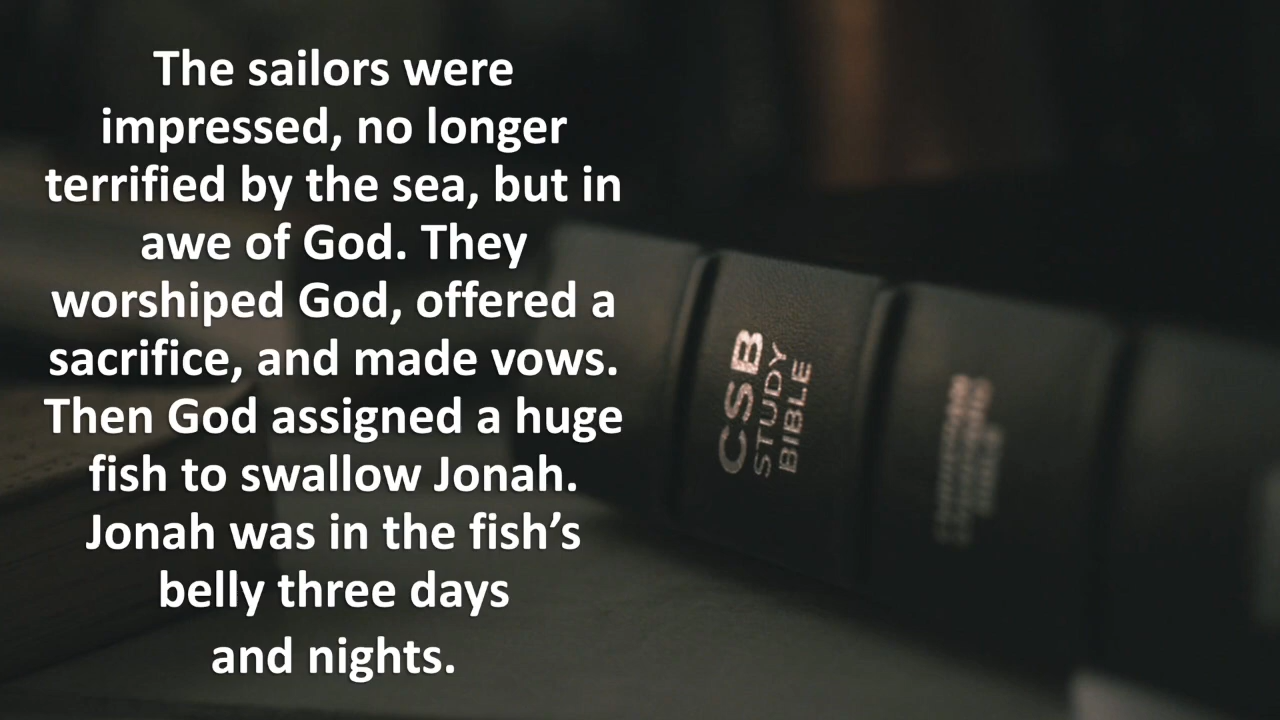 The sailors were
impressed, no longer
terrified by the sea, but in
awe of God. They
worshiped God, offered a
sacrifice, and made vows.
Then God assigned a huge
fish to swallow Jonah.
Jonah was in the fish’s
belly three days
and nights.
CSB
STUDY
BIBLE